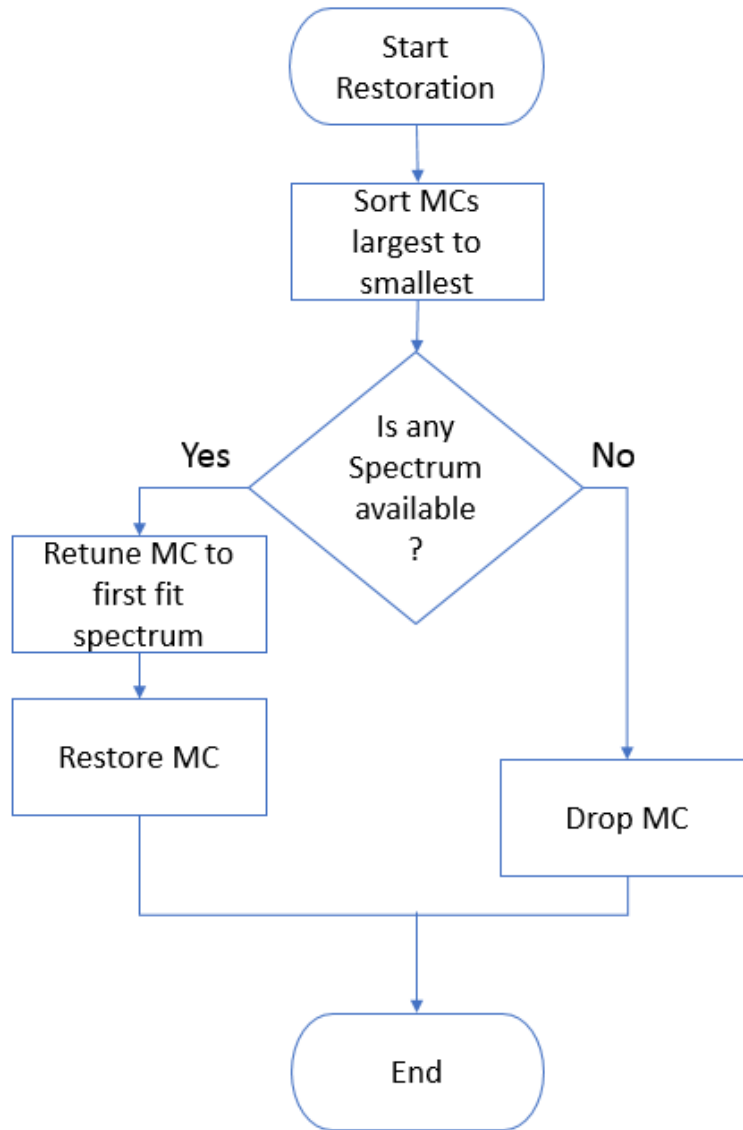 Start
Restoration
Sort MCs
largest to
smallest
Is any
Spectrum
available
?
Yes
No
Retune MC to
first fit
spectrum
Restore MC
Drop MC
End